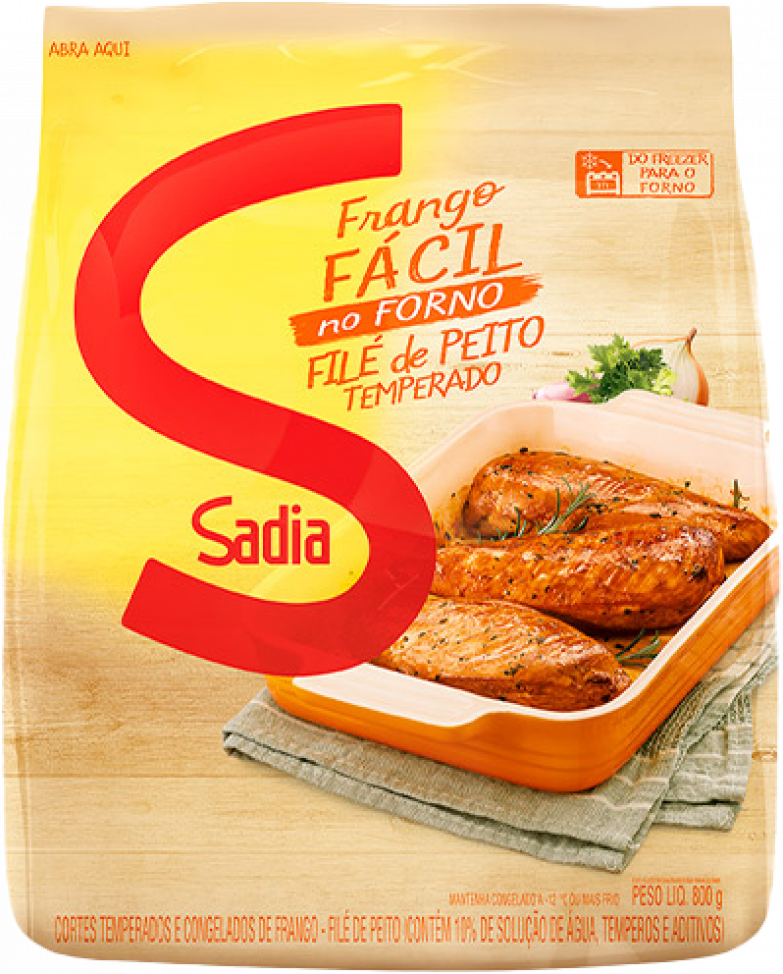 ABRA AQUI
DO FREEZER
PARA O
FORNO
Frango
FÁCIL
no FORNO
FILÉ de PEITO
TEMPERADO
Sadia
MANTENHA CONGELADO A -12 °C OU MAIS FRIO
PESO LIQ. 800 g
CORTES TEMPERADOS E CONGELADOS DE FRANGO - FILÉ DE PEITO (CONTÉM 10% DE SOLUÇÃO DE ÁGUA, TEMPEROS E ADITIVOS)